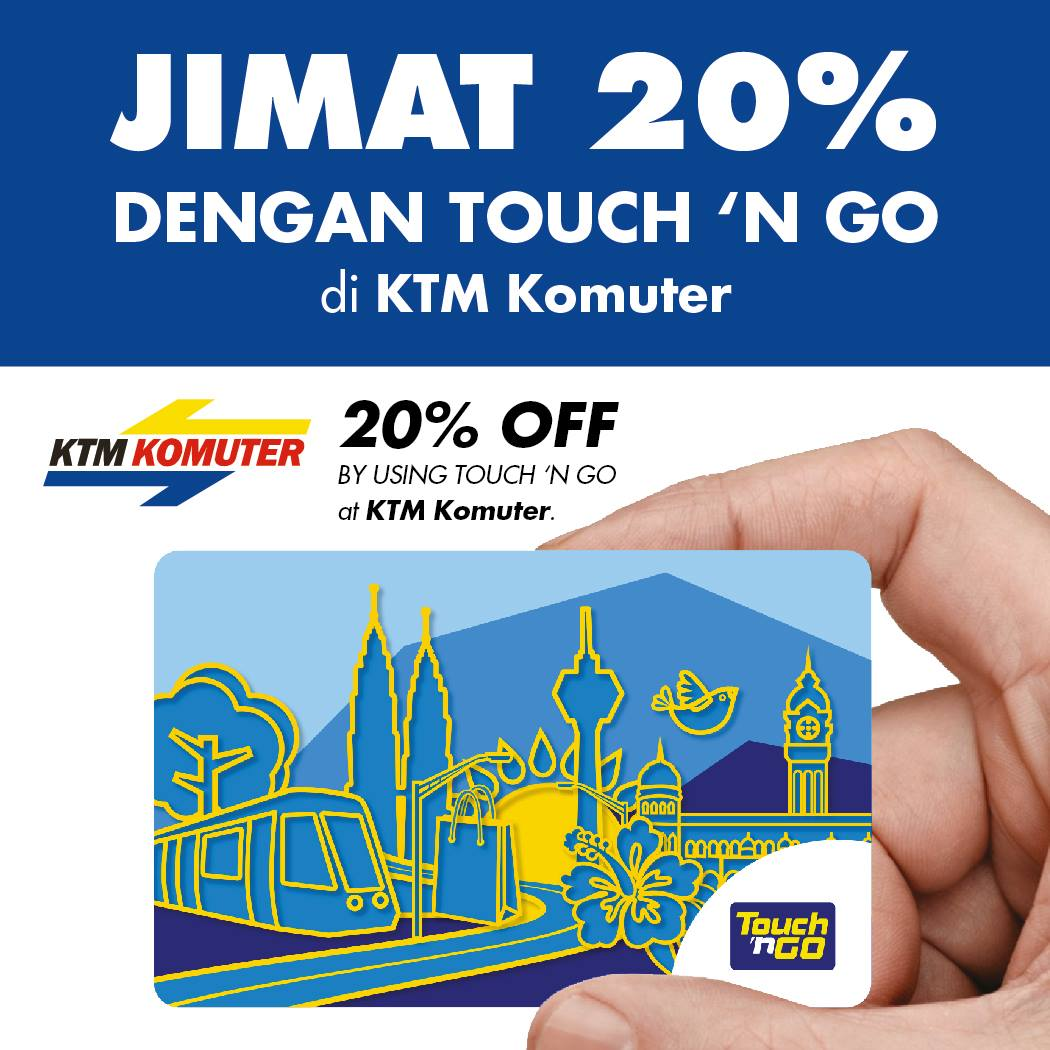 JIMAT 20%
DENGAN TOUCH ‘N GO
di KTM Komuter
KTM KOMUTER
20% OFF
BY USING TOUCH ‘N GO
at KTM Komuter.
Touch
‘nGO